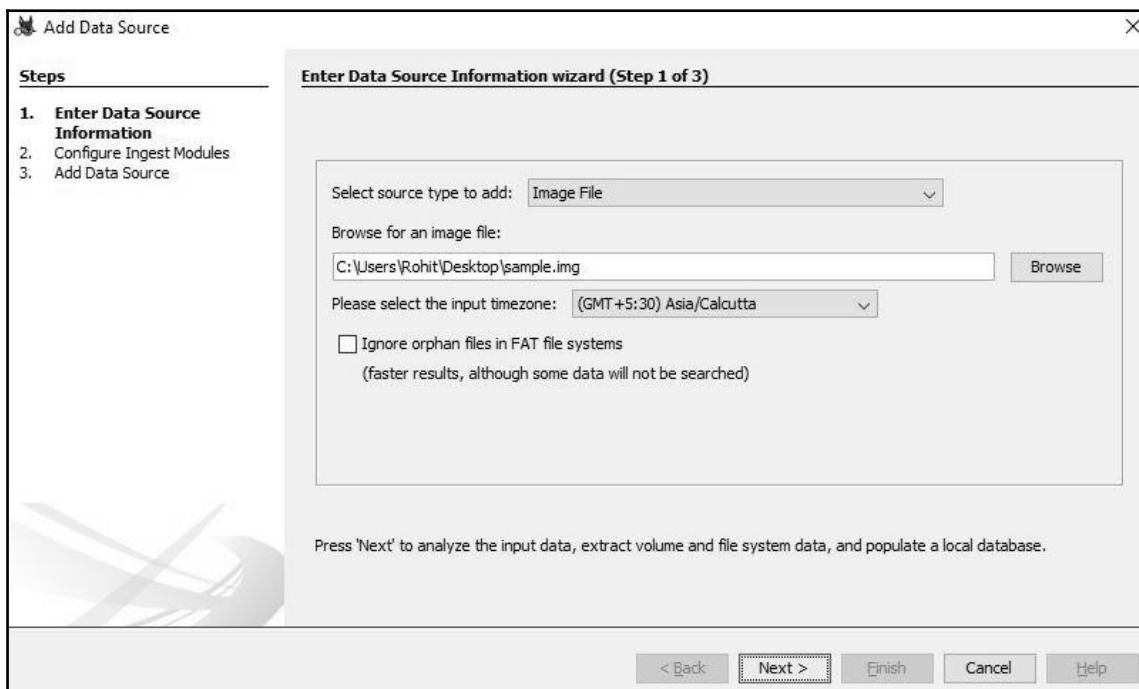 Add Data Source
Steps
1. Enter Data Source
Information
2. Configure Ingest Modules
3. Add Data Source
Enter Data Source Information wizard (Step 1 of 3)
Select source type to add: Image File
Browse for an image file:
C:\Users\Rohit\Desktop\sample.img Browse
Please select the input timezone: (GMT+5:30) Asia/Calcutta
Ignore orphan files in FAT file systems
(faster results, although some data will not be searched)
Press 'Next' to analyze the input data, extract volume and file system data, and populate a local database.
< Back Next > Finish Cancel Help